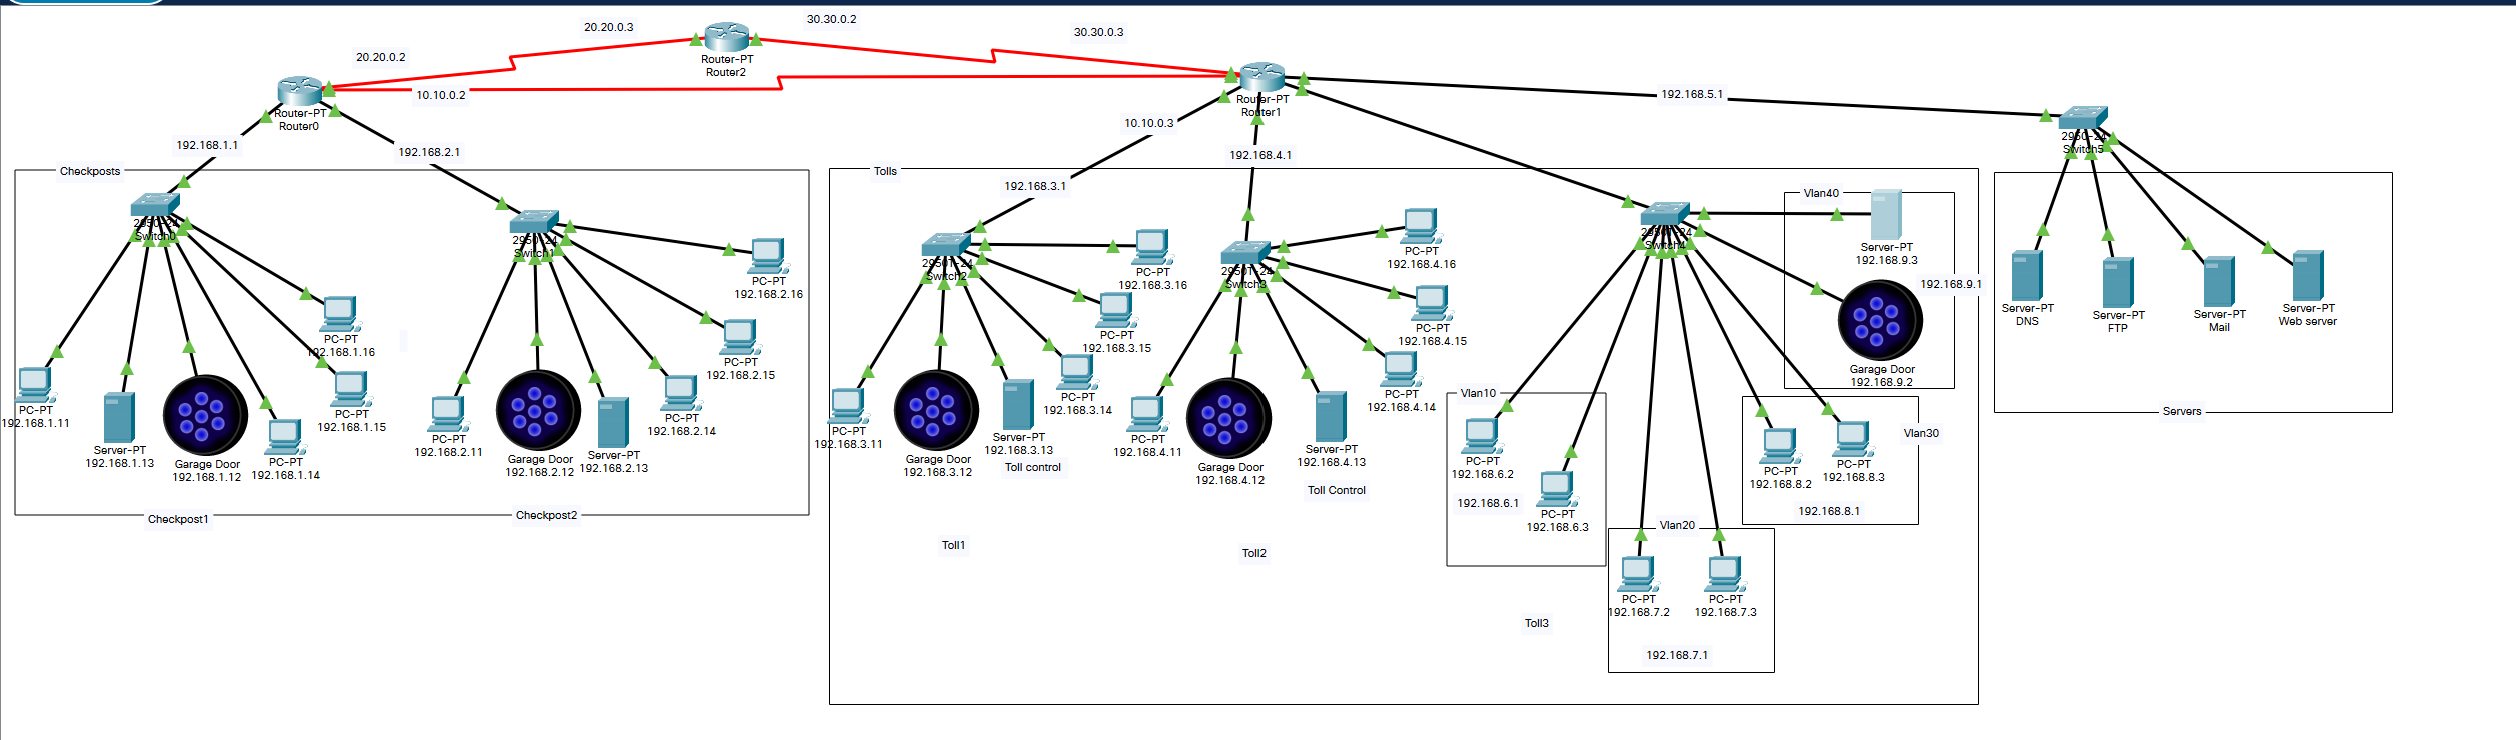 20.20.0.3
30.30.0.2
30.30.0.3
20.20.0.2
Router-PT
Router2
10.10.0.2
Router-PT
Router0
Router-PT
Router1
192.168.5.1
10.10.0.3
192.168.1.1
192.168.2.1
192.168.4.1
192.168.3.1
2950-24
Switch5
Checkposts
2950-24
Switch0
2950-24
Switch1
PC-PT
192.168.2.16
PC-PT
192.168.1.16
PC-PT
192.168.2.15
PC-PT
192.168.1.11
Server-PT
192.168.1.13
Garage Door
192.168.1.12
PC-PT
192.168.1.14
PC-PT
192.168.1.15
PC-PT
192.168.2.11
Garage Door
192.168.2.12
Server-PT
192.168.2.13
PC-PT
192.168.2.14
Checkpost1
Checkpost2
Tolls
2950T-24
Switch2
PC-PT
192.168.3.16
PC-PT
192.168.3.15
PC-PT
192.168.3.14
PC-PT
192.168.3.11
Garage Door
192.168.3.12
Server-PT
192.168.3.13
Toll control
Toll1
2950T-24
Switch3
PC-PT
192.168.4.16
PC-PT
192.168.4.15
PC-PT
192.168.4.14
PC-PT
192.168.4.11
Garage Door
192.168.4.12
Server-PT
192.168.4.13
Toll Control
Toll2
2950T-24
Switch4
Vlan40
Server-PT
192.168.9.3
192.168.9.1
Garage Door
192.168.9.2
Vlan10
PC-PT
192.168.6.2
192.168.6.1
PC-PT
192.168.6.3
Vlan30
PC-PT
192.168.8.2
PC-PT
192.168.8.3
192.168.8.1
Vlan20
PC-PT
192.168.7.2
PC-PT
192.168.7.3
192.168.7.1
Toll3
Server-PT
DNS
Server-PT
FTP
Server-PT
Mail
Server-PT
Web server
Servers